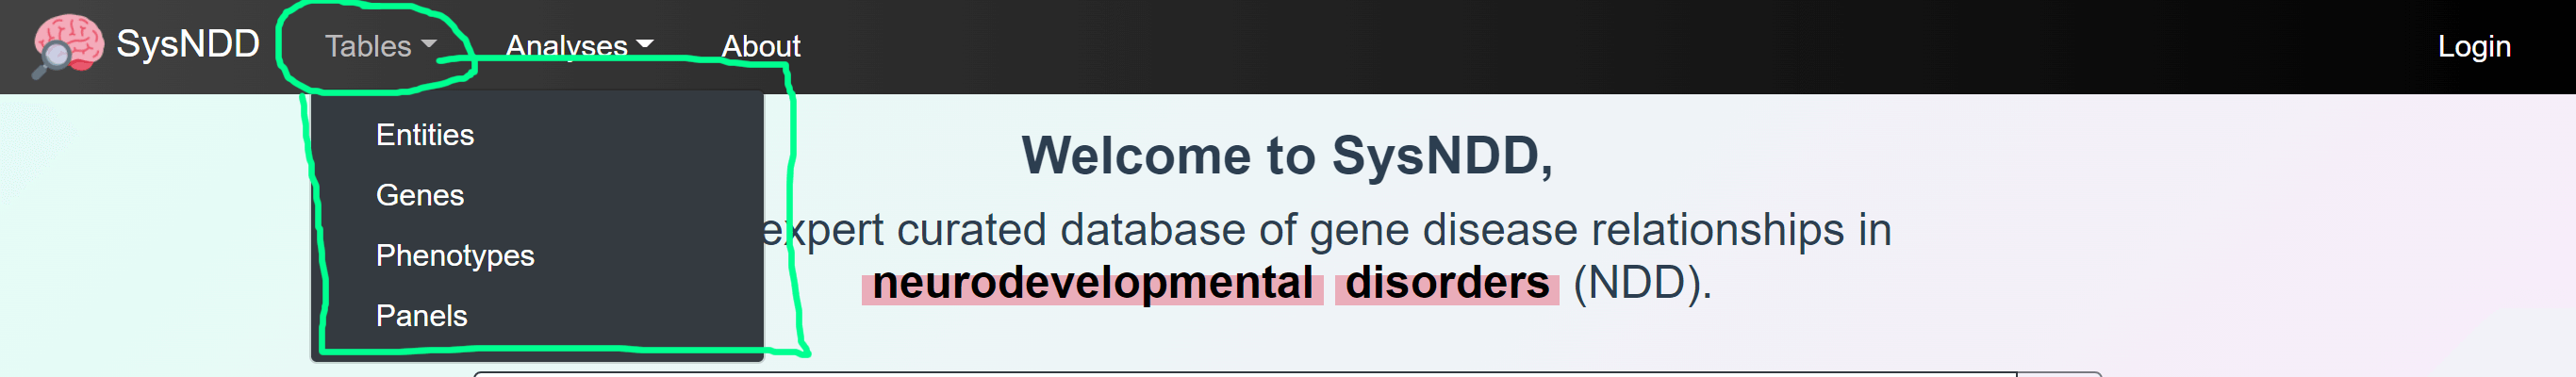 SysNDD
Tables
Analyses
About
Login
Entities
Genes
Phenotypes
Panels
Welcome to SysNDD,
expert curated database of gene disease relationships in
neurodevelopmental disorders (NDD).